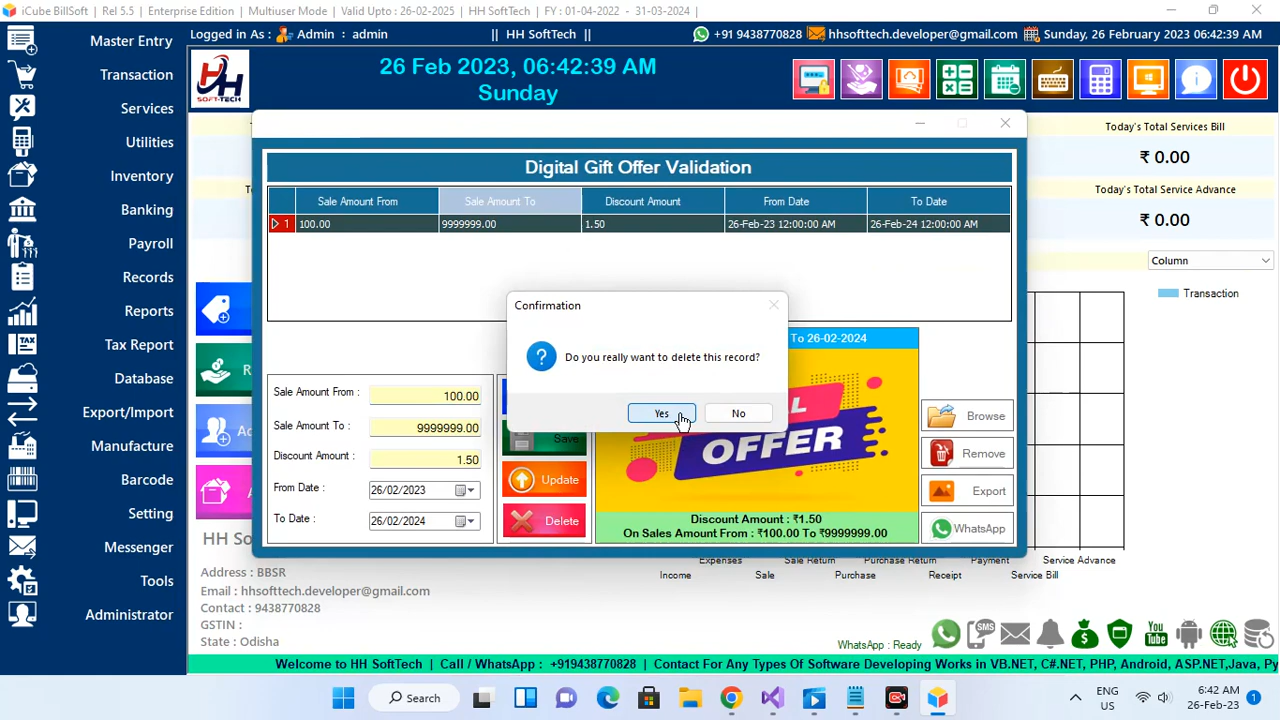 iCube BillSoft | Rel 5.5 | Enterprise Edition | Multiuser Mode | Valid Upto : 26-02-2025 | HH SoftTech | FY : 01-04-2022 - 31-03-2024 |
Logged in As : Admin : admin || HH SoftTech || +91 9438770828 hhsofttech.developer@gmail.com Sunday, 26 February 2023 06:42:39 AM
Master Entry
Transaction
Services
Utilities
Inventory
Banking
Payroll
Records
Reports
Tax Report
Database
Export/Import
Manufacture
Barcode
Setting
Messenger
Tools
Administrator
HH
SOFT-TECH
26 Feb 2023, 06:42:39 AM
Sunday
Today's Total Services Bill
₹ 0.00
Today's Total Service Advance
₹ 0.00
Column
Transaction
Digital Gift Offer Validation
Sale Amount From Sale Amount To Discount Amount From Date To Date
1 100.00 9999999.00 1.50 26-Feb-23 12:00:00 AM 26-Feb-24 12:00:00 AM
Confirmation
Do you really want to delete this record?
Yes No
Sale Amount From : 100.00
Sale Amount To : 9999999.00
Discount Amount : 1.50
From Date : 26/02/2023
To Date : 26/02/2024
Save
Update
Delete
To 26-02-2024
OFFER
Discount Amount : ₹1.50
On Sales Amount From : ₹100.00 To ₹9999999.00
Browse
Remove
Export
WhatsApp
HH So
Address : BBSR
Email : hhsofttech.developer@gmail.com
Contact : 9438770828
GSTIN :
State : Odisha
Expenses Sale Return Purchase Return Payment Service Advance
Income Sale Purchase Receipt Service Bill
WhatsApp : Ready
SMS
You
Tube
Welcome to HH SoftTech | Call / WhatsApp : +919438770828 | Contact For Any Types Of Software Developing Works in VB.NET, C#.NET, PHP, Android, ASP.NET,Java, Py
Search
ENG
US
6:42 AM
26-Feb-23
1